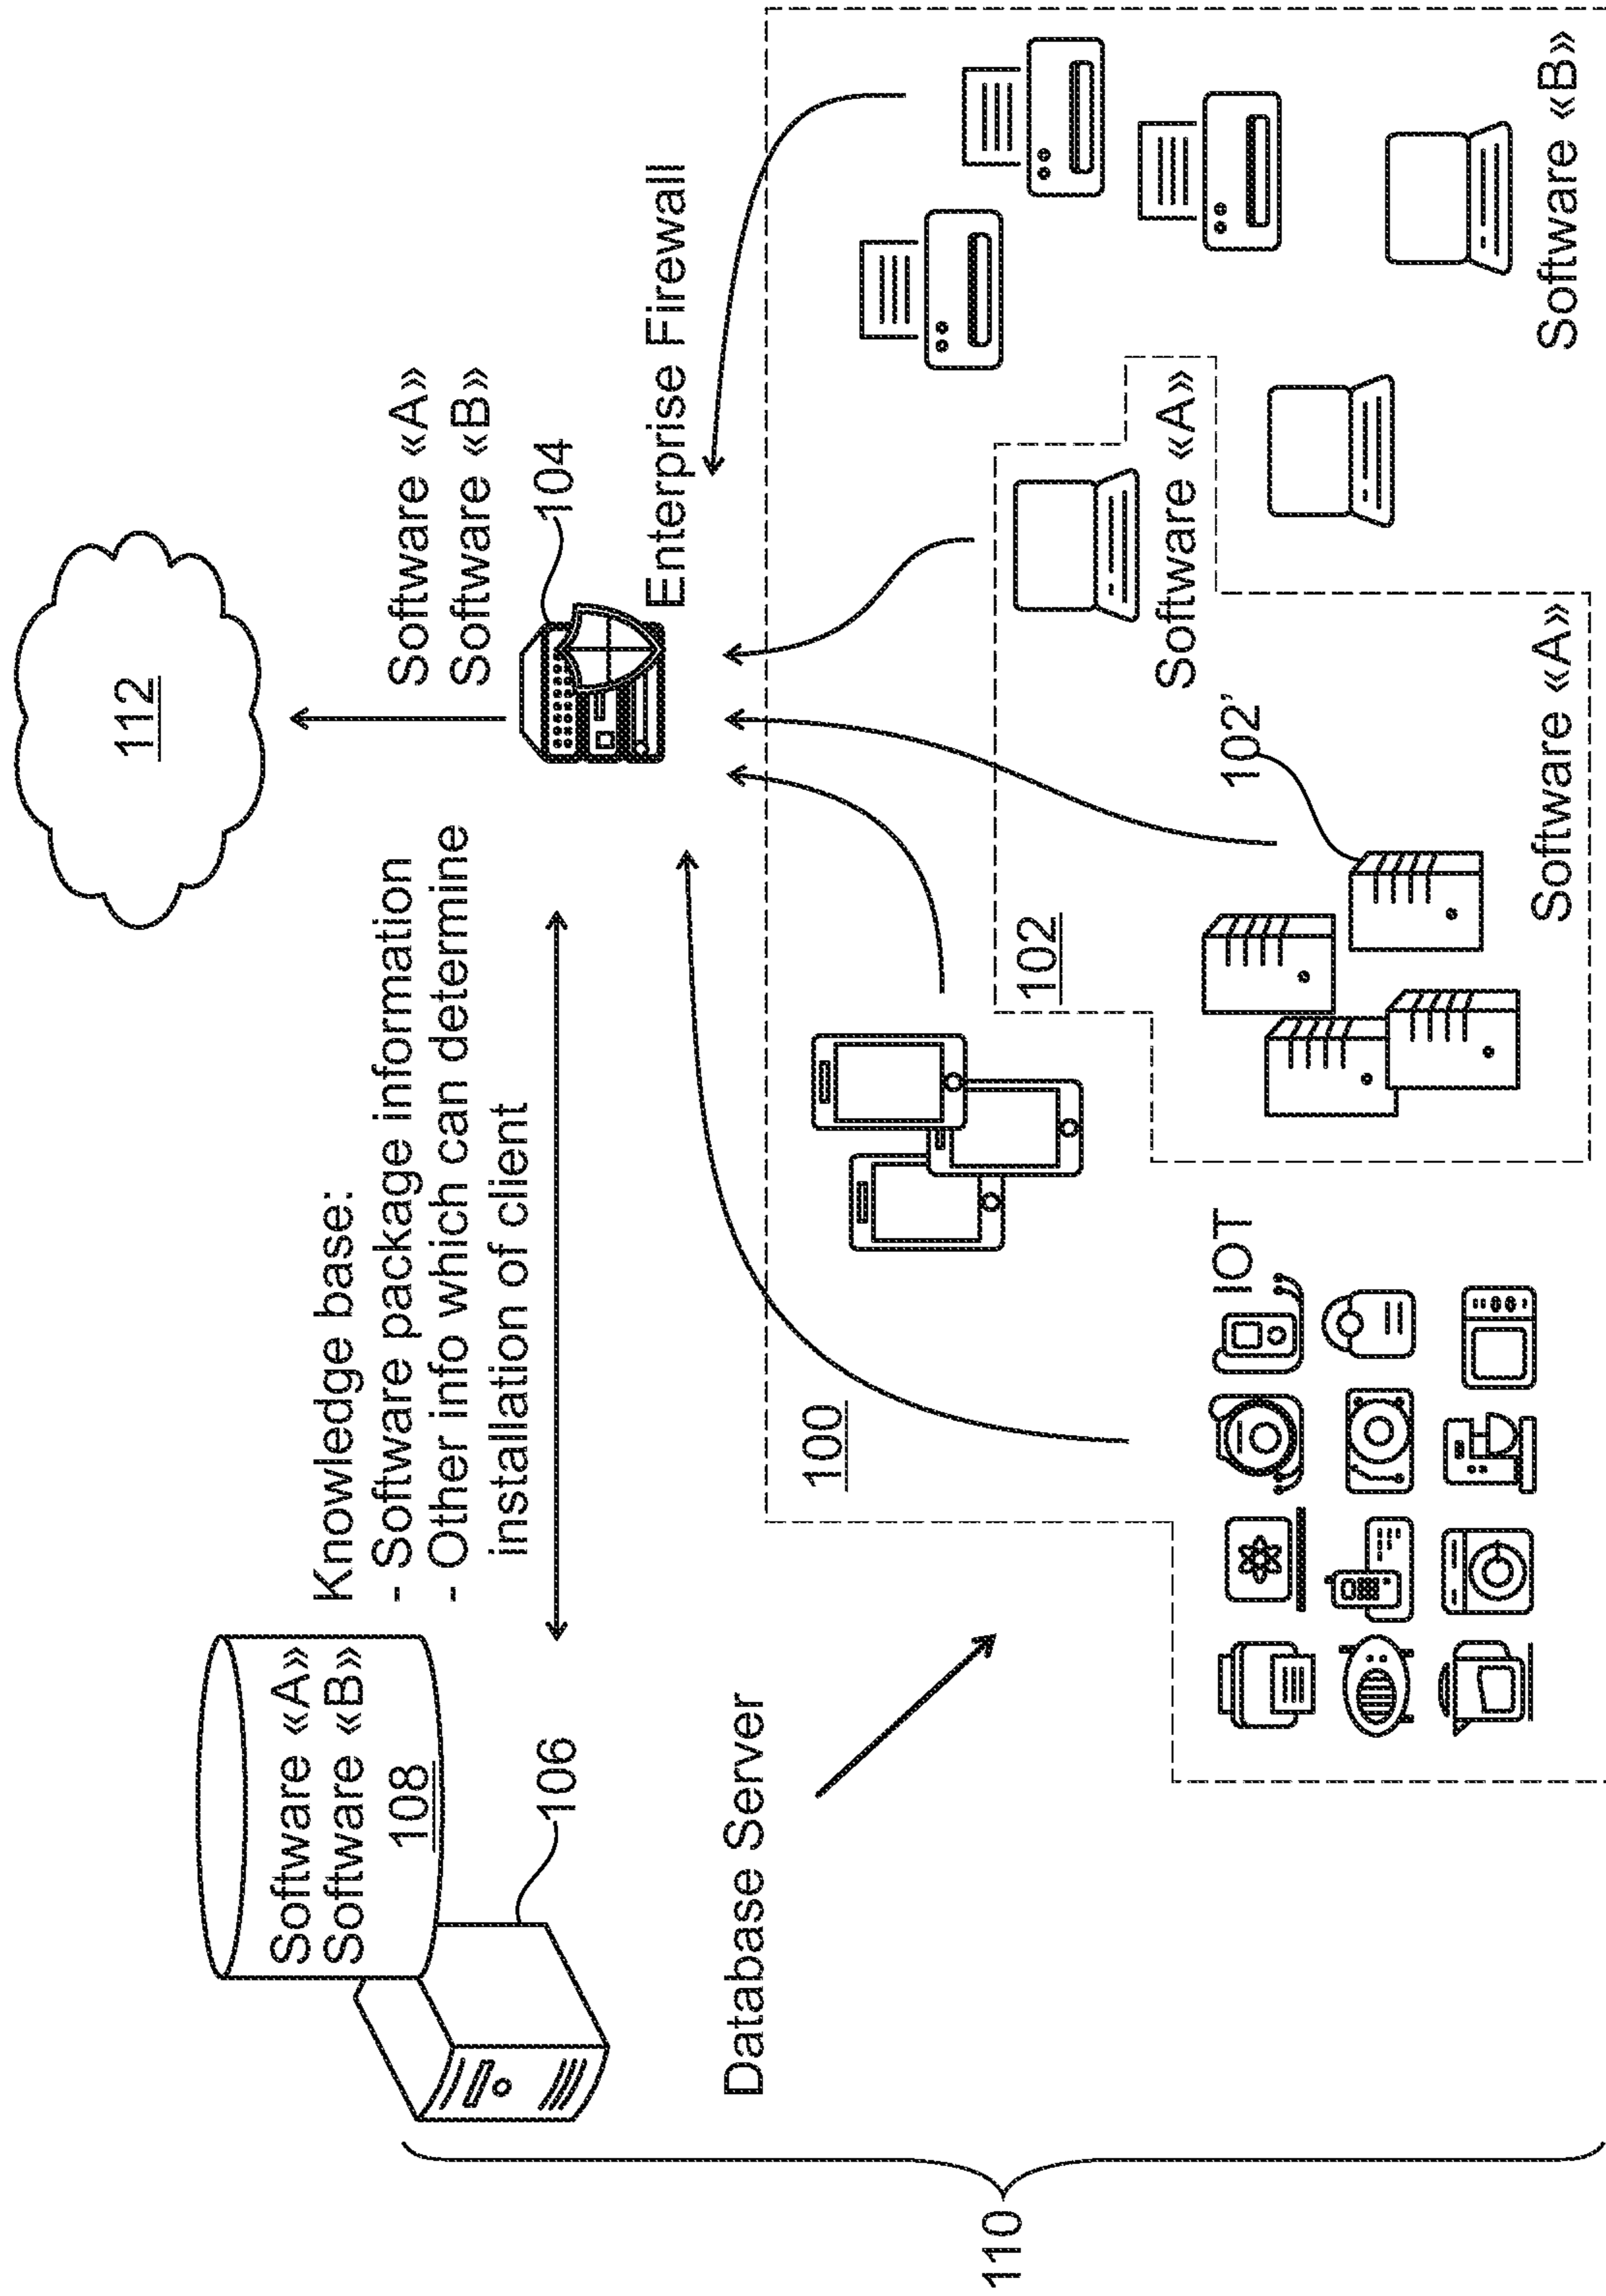 112
Software «A»
Software «B»
108
106
Knowledge base:
- Software package information
- Other info which can determine
installation of client
Software «A»
Software «B»
104
Enterprise Firewall
Database Server
110
100
IOT
102
102'
Software «A»
Software «A»
Software «B»